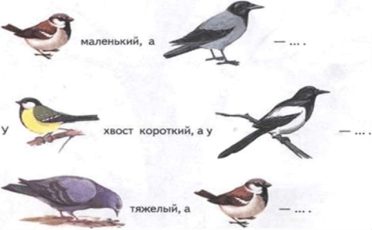 маленький, а — ... .
У хвост короткий, а у — ... .
тяжелый, а — ... .